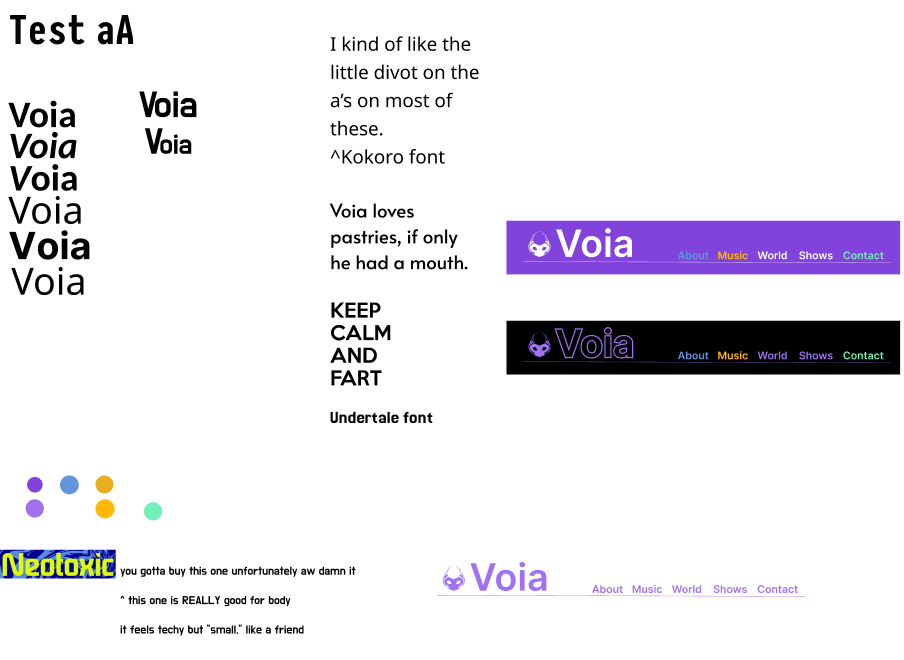 Test aA
Voia
Voia
Voia
Voia
Voia
Voia
Voia
Voia
I kind of like the
little divot on the
a's on most of
these.
^Kokoro font
Voia loves
pastries, if only
he had a mouth.
KEEP
CALM
AND
FART
Undertale font
Voia
About Music World Shows Contact
Voia
About Music World Shows Contact
Neotoxic
you gotta buy this one unfortunately aw damn it
^ this one is REALLY good for body
it feels techy but "small," like a friend
Voia
About Music World Shows Contact